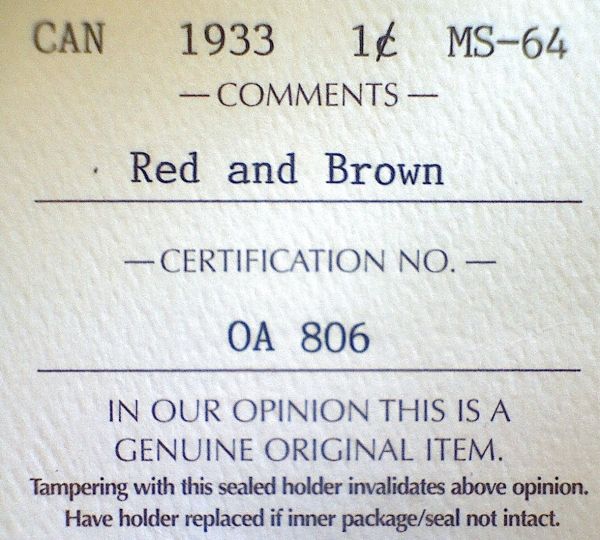 CAN 1933 1¢ MS-64
— COMMENTS —
Red and Brown
— CERTIFICATION NO. —
OA 806
IN OUR OPINION THIS IS A
GENUINE ORIGINAL ITEM.
Tampering with this sealed holder invalidates above opinion.
Have holder replaced if inner package/seal not intact.